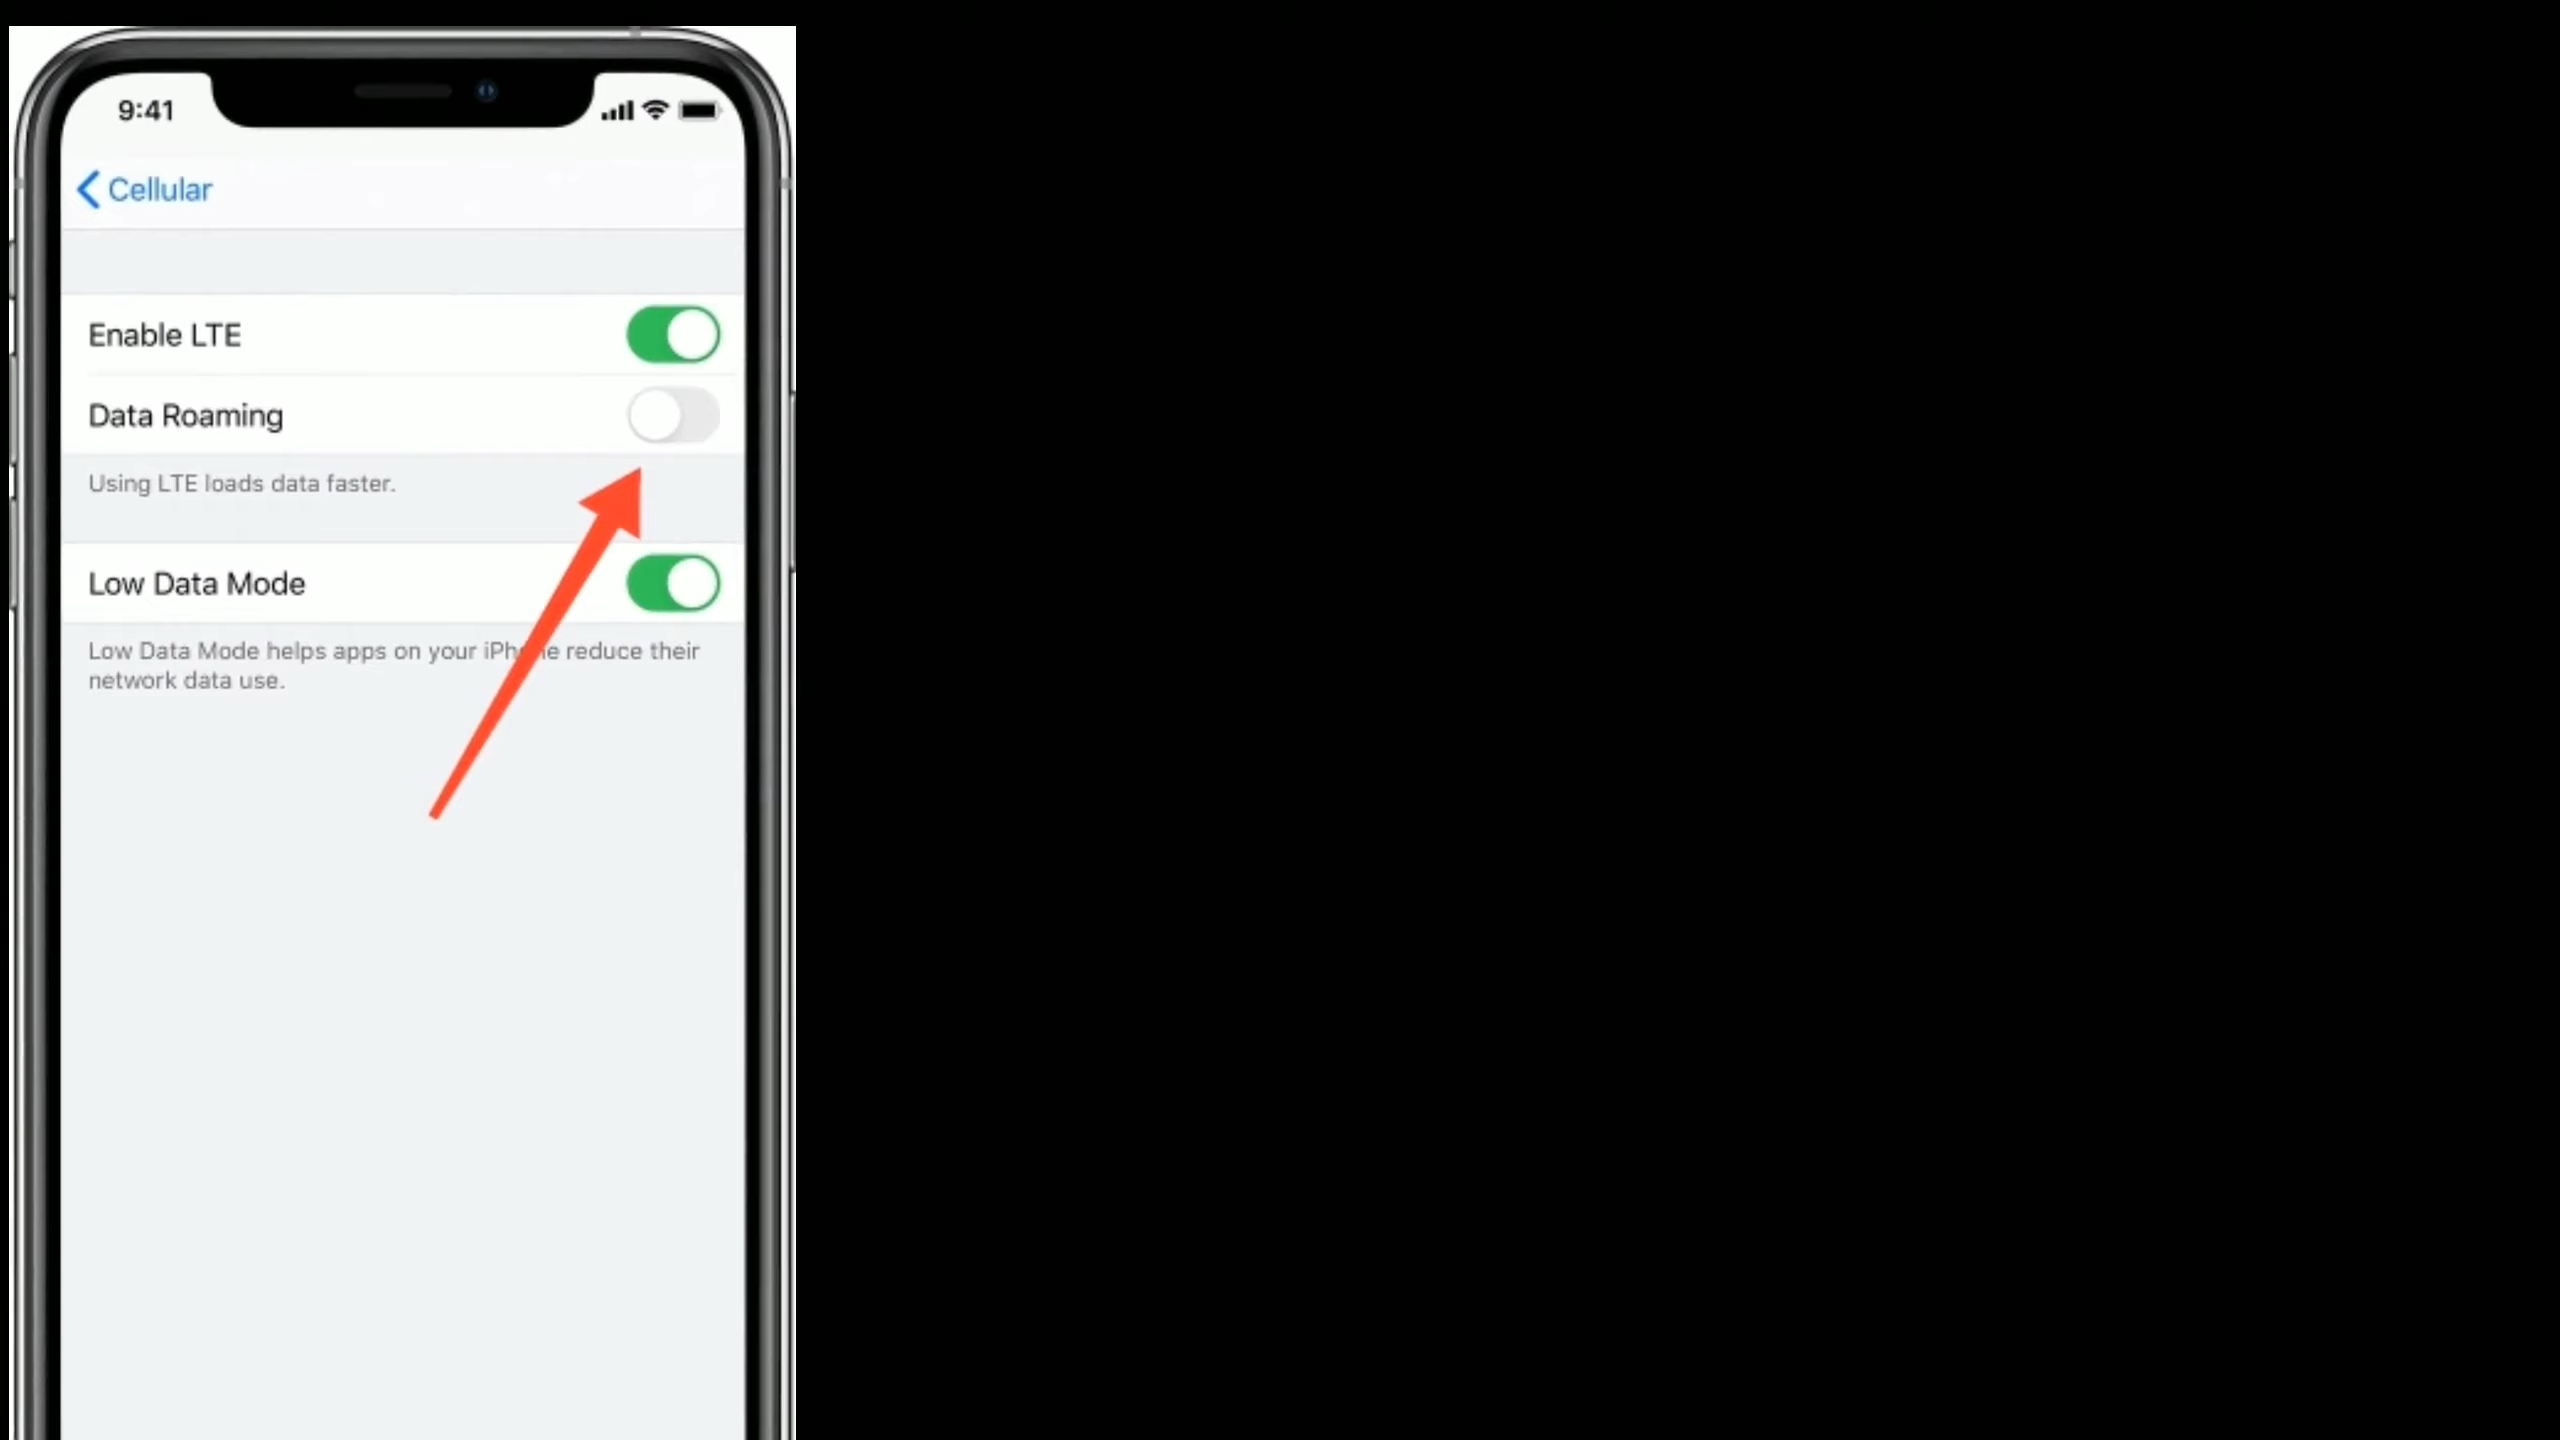 9:41
Cellular
Enable LTE
Data Roaming
Using LTE loads data faster.
Low Data Mode
Low Data Mode helps apps on your iPhone reduce their
network data use.